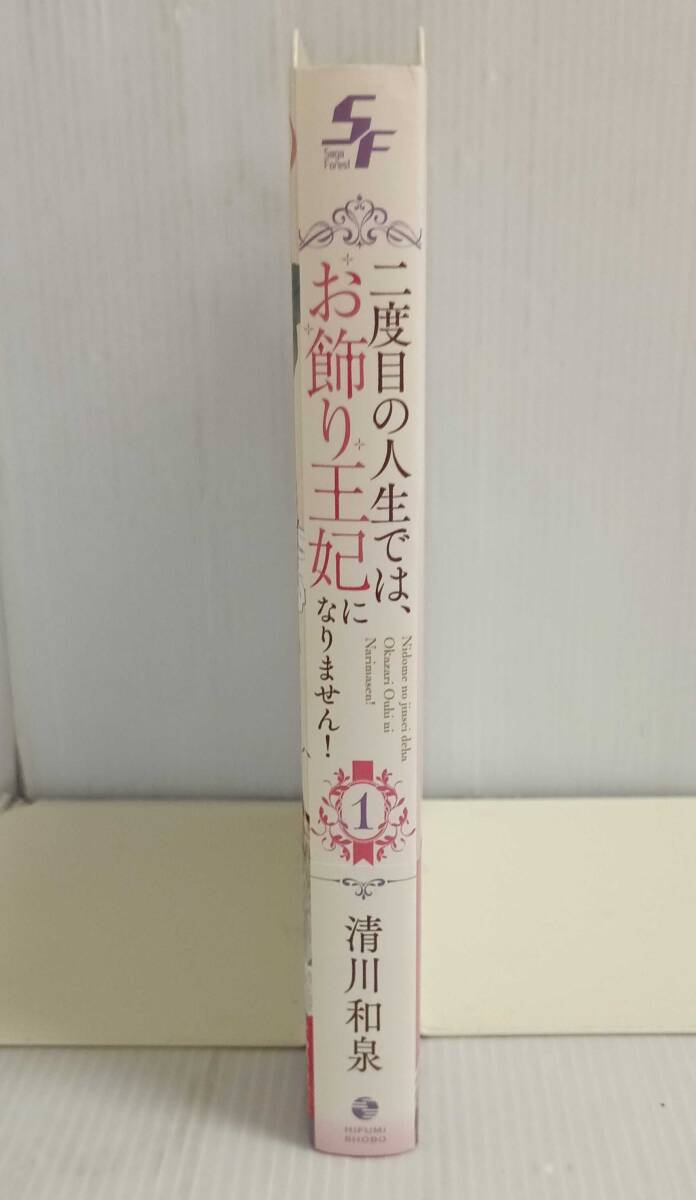 SF
Saga
Forest
二度目の人生では、
お飾り王妃に
なりません!
Nidome no jinsei deha
Okazari Ouhi ni
Narimasen!
1
清川和泉
HIFUMI
SHOBO